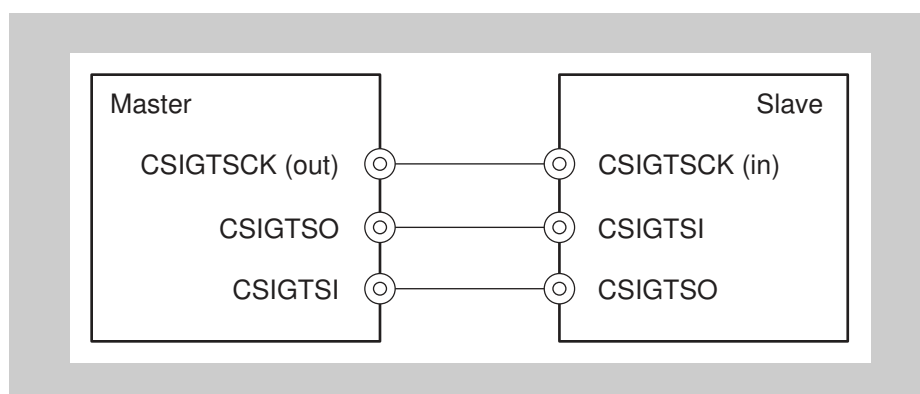 Master
Slave
CSIGTSCK (out)
CSIGTSCK (in)
CSIGTSO
CSIGTSI
CSIGTSI
CSIGTSO